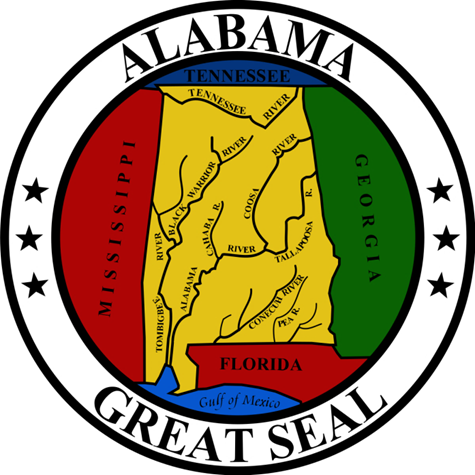 ALABAMA
TENNESSEE
TENNESSEE RIVER
MISSISSIPPI
GEORGIA
BLACK WARRIOR RIVER
COOSA RIVER
CAHABA R.
TALLAPOOSA R.
TOMBIGBEE RIVER
ALABAMA RIVER
CONECUH RIVER
PEA R.
FLORIDA
Gulf of Mexico
GREAT SEAL